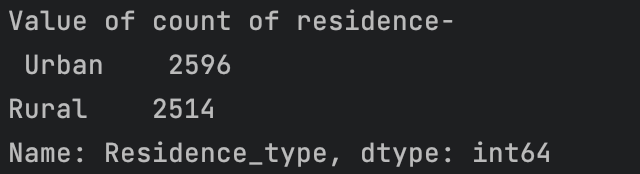 Value of count of residence-
 Urban    2596
Rural    2514
Name: Residence_type, dtype: int64